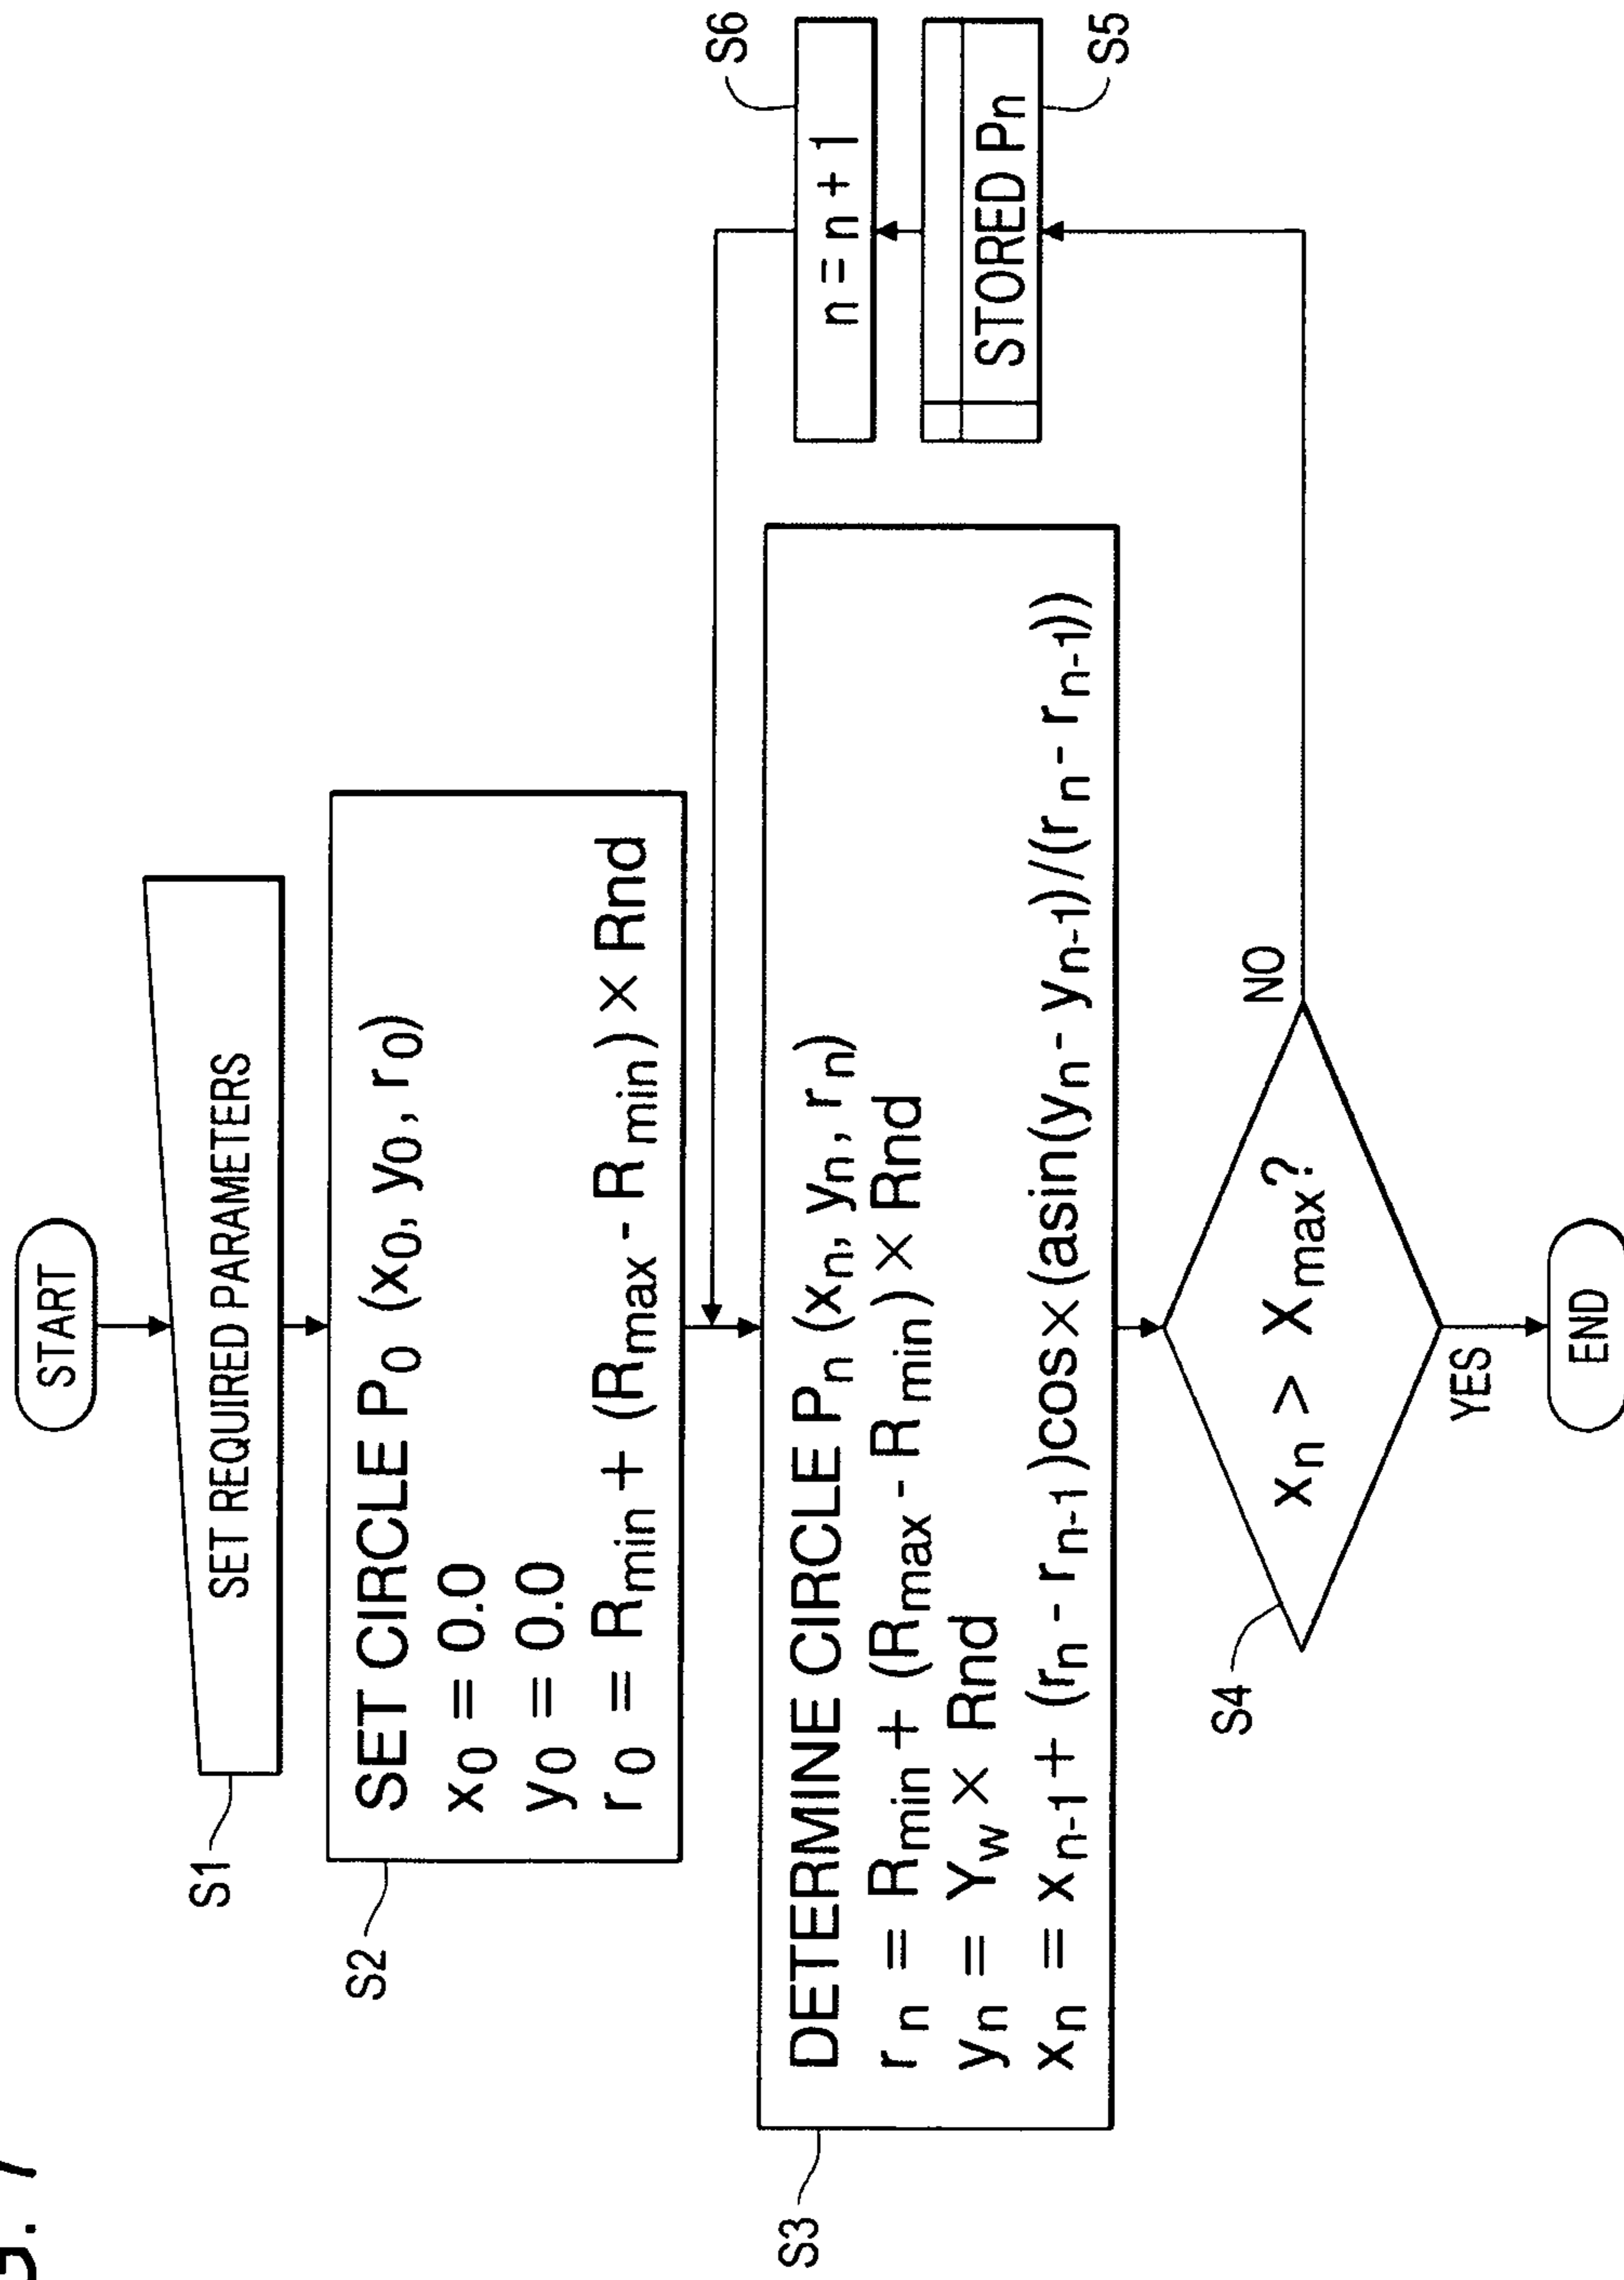 G. 7
START
S1
SET REQUIRED PARAMETERS
S2
SET CIRCLE P0 (x0, y0, r0)
x0 = 0.0
y0 = 0.0
r0 = Rmin + (Rmax - Rmin) × Rnd
S3
DETERMINE CIRCLE Pn (xn, yn, rn)
rn = Rmin + (Rmax - Rmin) × Rnd
yn = Yw × Rnd
xn = xn-1 + (rn - rn-1)cos×(asin(yn - yn-1)/(rn - rn-1))
S4
xn > Xmax?
NO
YES
END
S6
n = n + 1
STORED Pn
S5